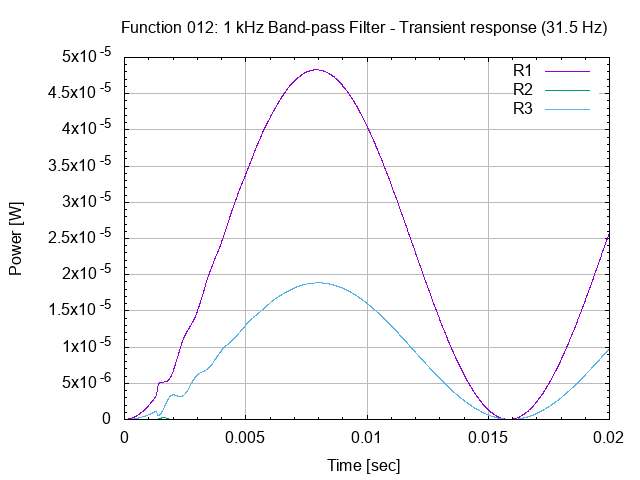 Function 012: 1 kHz Band-pass Filter - Transient response (31.5 Hz)
5x10^-5
4.5x10^-5
4x10^-5
3.5x10^-5
3x10^-5
2.5x10^-5
2x10^-5
1.5x10^-5
1x10^-5
5x10^-6
0
Power [W]
R1
R2
R3
0 0.005 0.01 0.015 0.02
Time [sec]